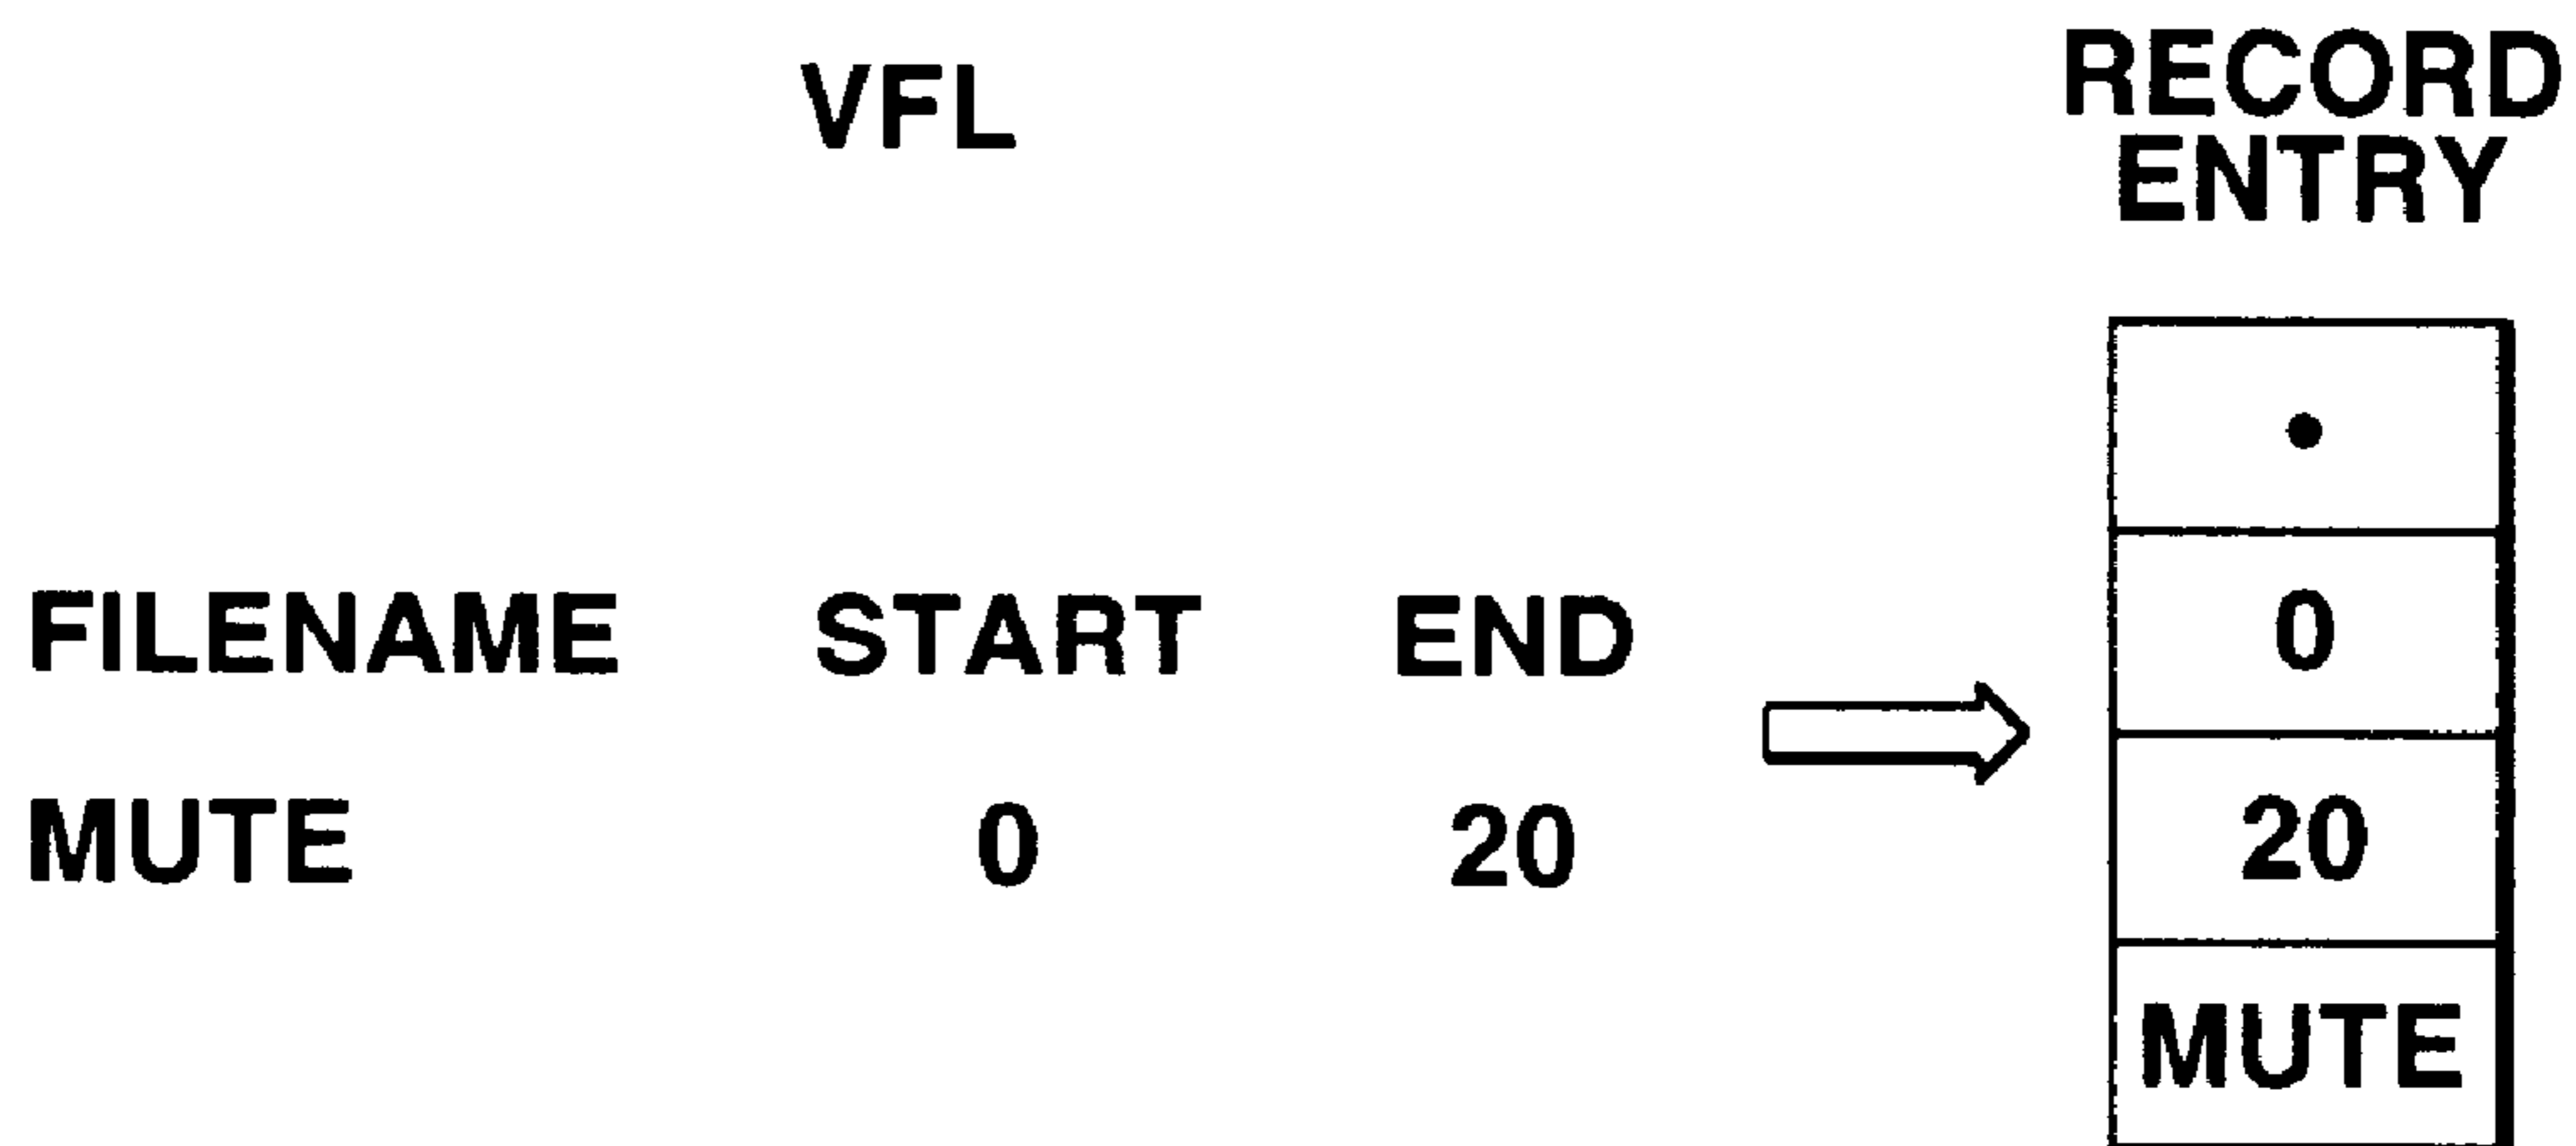 VFL
RECORD
ENTRY
FILENAME START END
MUTE 0 20
•
0
20
MUTE